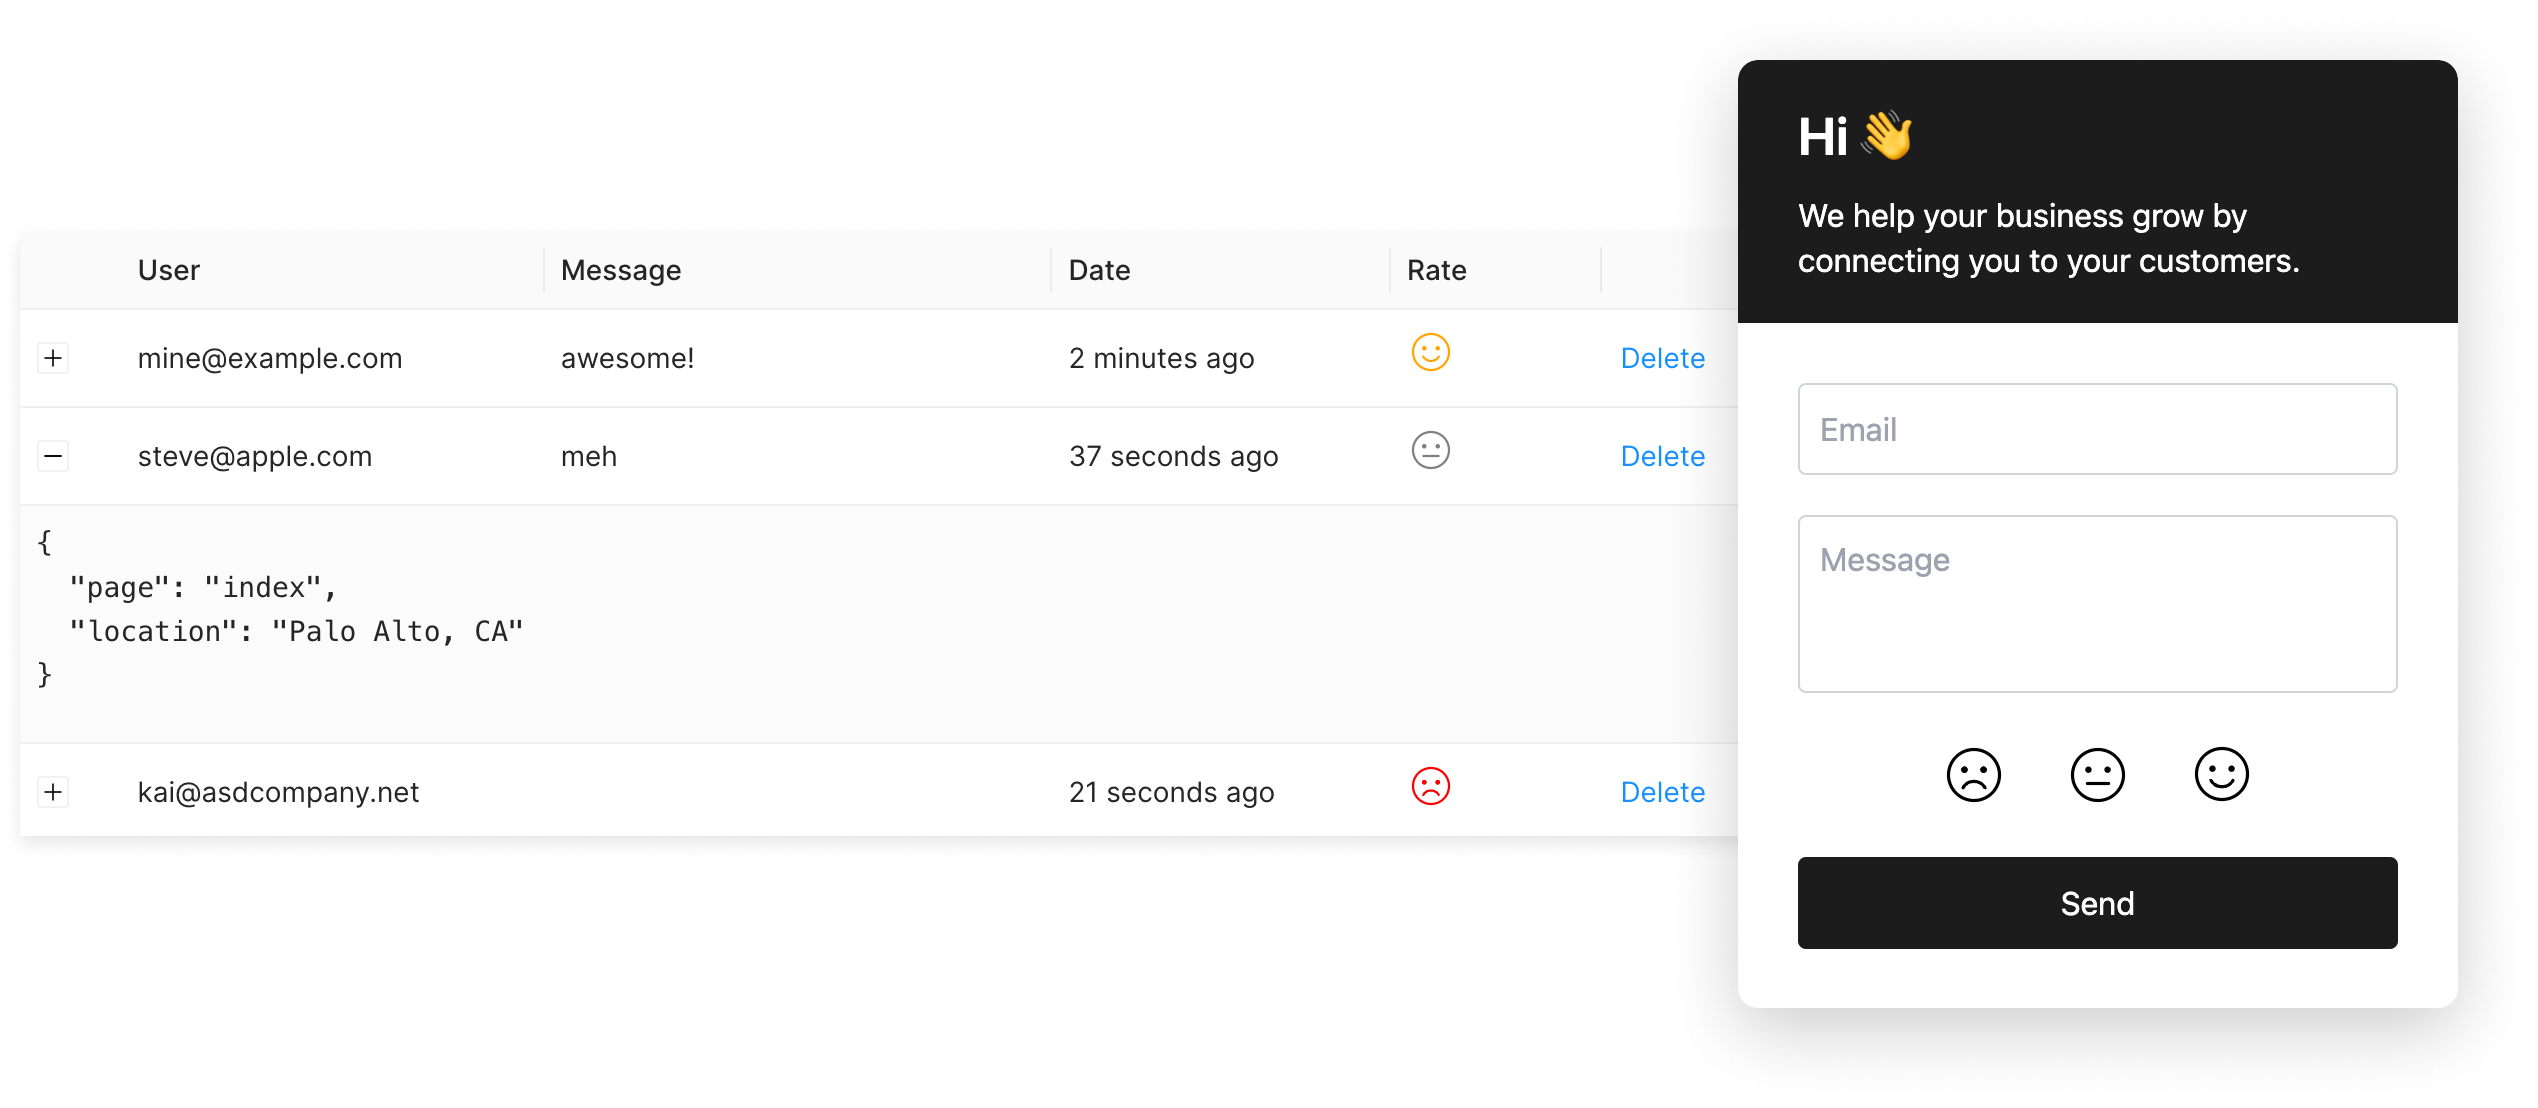 User Message Date Rate
mine@example.com awesome! 2 minutes ago Delete
steve@apple.com meh 37 seconds ago Delete
{
  "page": "index",
  "location": "Palo Alto, CA"
}
kai@asdcompany.net 21 seconds ago Delete
Hi 👋
We help your business grow by
connecting you to your customers.
Email
Message
Send